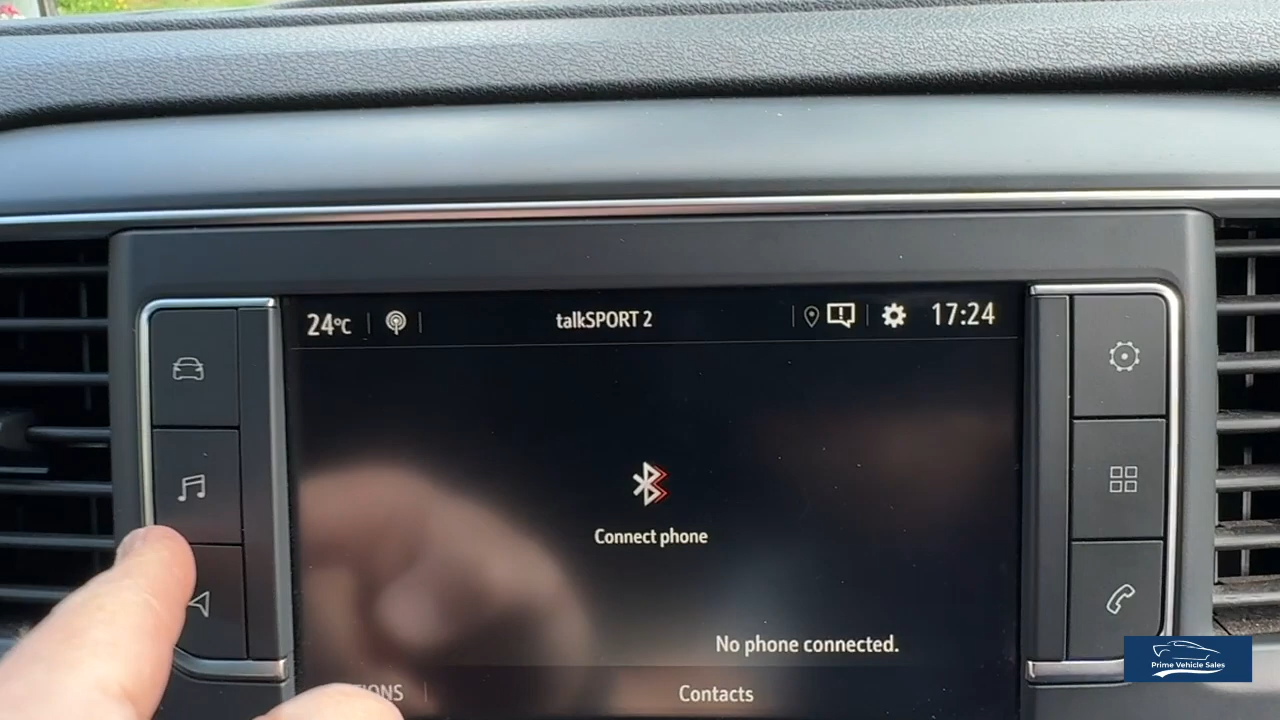 24°C
talkSPORT 2
17:24
Connect phone
No phone connected.
Contacts
Prime Vehicle Sales